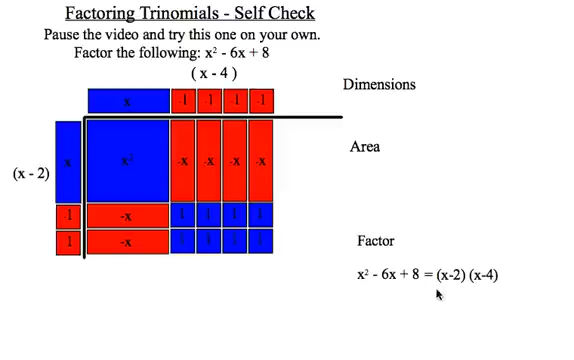 Factoring Trinomials - Self Check
Pause the video and try this one on your own.
Factor the following: x² - 6x + 8
(x - 4)
Dimensions
x -1 1 -1 -1
Area
(x - 2)
x x² -x -x -x -x
-1 -x 1 1 1 1
1 -x 1 1 1 1
Factor
x² - 6x + 8 = (x-2) (x-4)